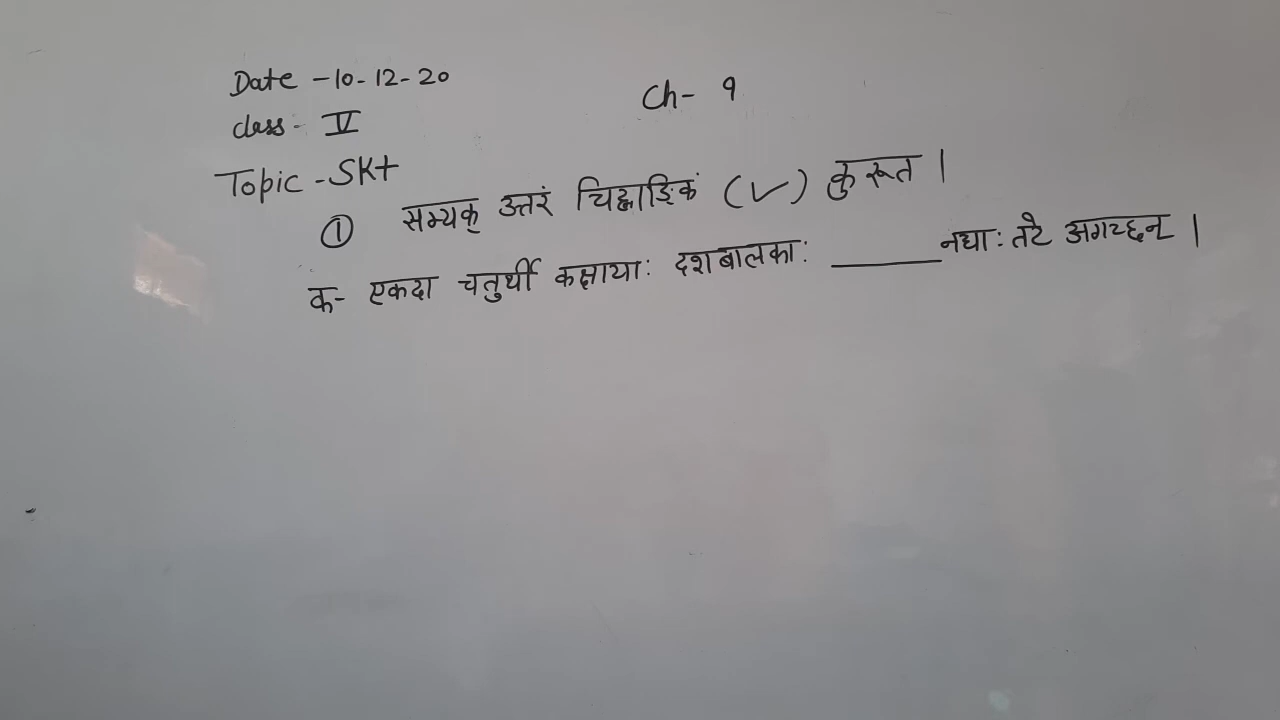 Date - 10-12-20
Ch- 9
class - V
Topic - SKt
① सम्यक् उत्तरं चिह्नाङ्किकं (✓) कुरूत ।
क- एकदा चतुर्थी कक्षायाः दशबालकाः ______ नद्याः तटे अगच्छन् ।